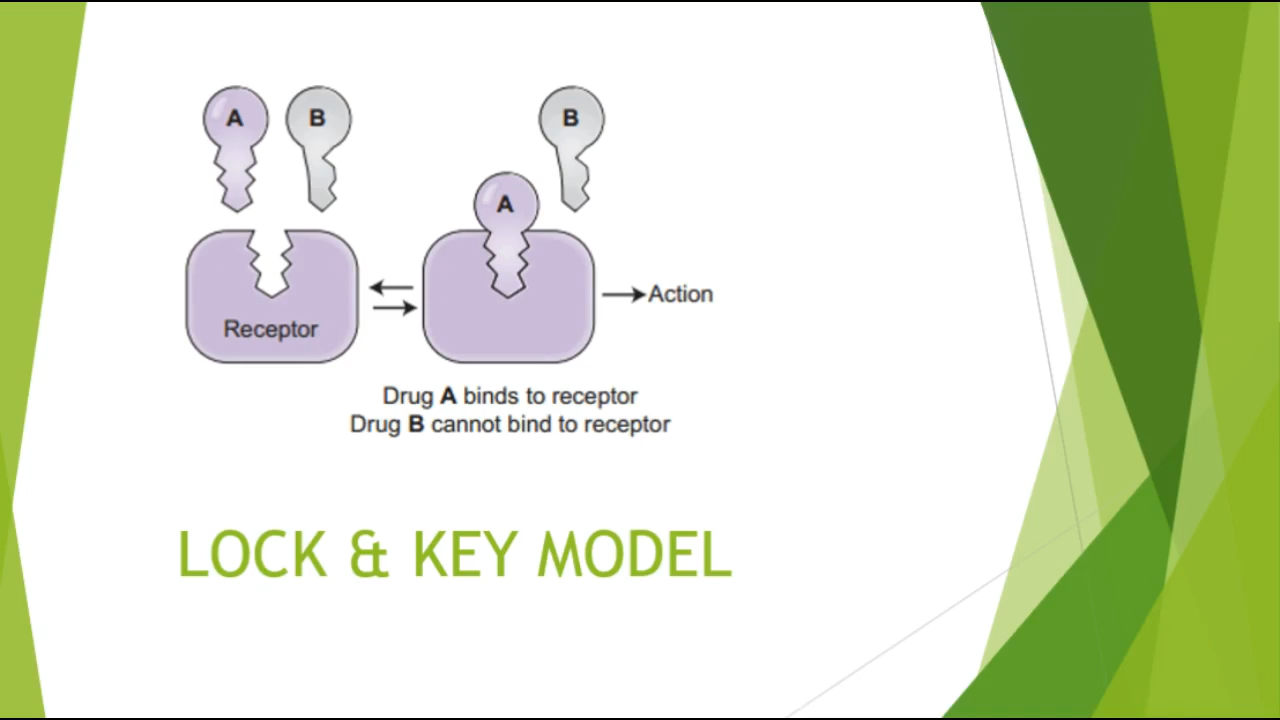 A
B
B
A
Receptor
Action
Drug A binds to receptor
Drug B cannot bind to receptor
LOCK & KEY MODEL